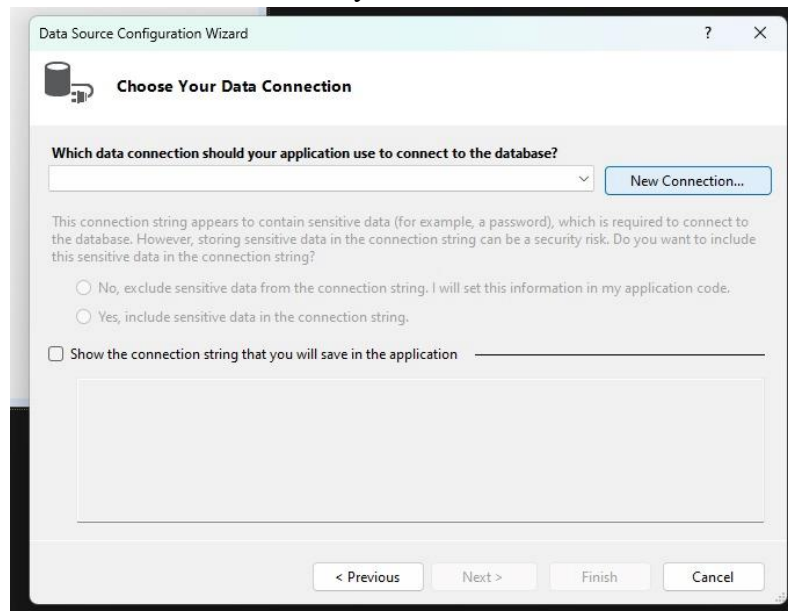 Data Source Configuration Wizard
?
Choose Your Data Connection
Which data connection should your application use to connect to the database?
New Connection...
This connection string appears to contain sensitive data (for example, a password), which is required to connect to
the database. However, storing sensitive data in the connection string can be a security risk. Do you want to include
this sensitive data in the connection string?
No, exclude sensitive data from the connection string. I will set this information in my application code.
Yes, include sensitive data in the connection string.
Show the connection string that you will save in the application
< Previous
Next >
Finish
Cancel